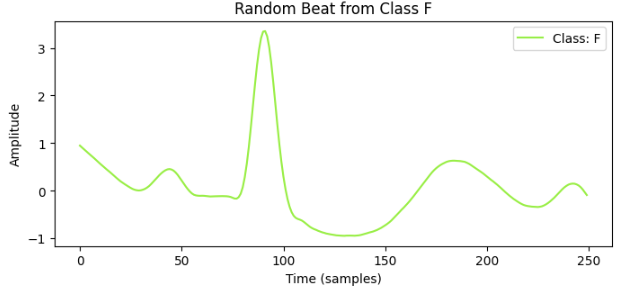 Random Beat from Class F
Class: F
Amplitude
3
2
1
0
−1
0 50 100 150 200 250
Time (samples)